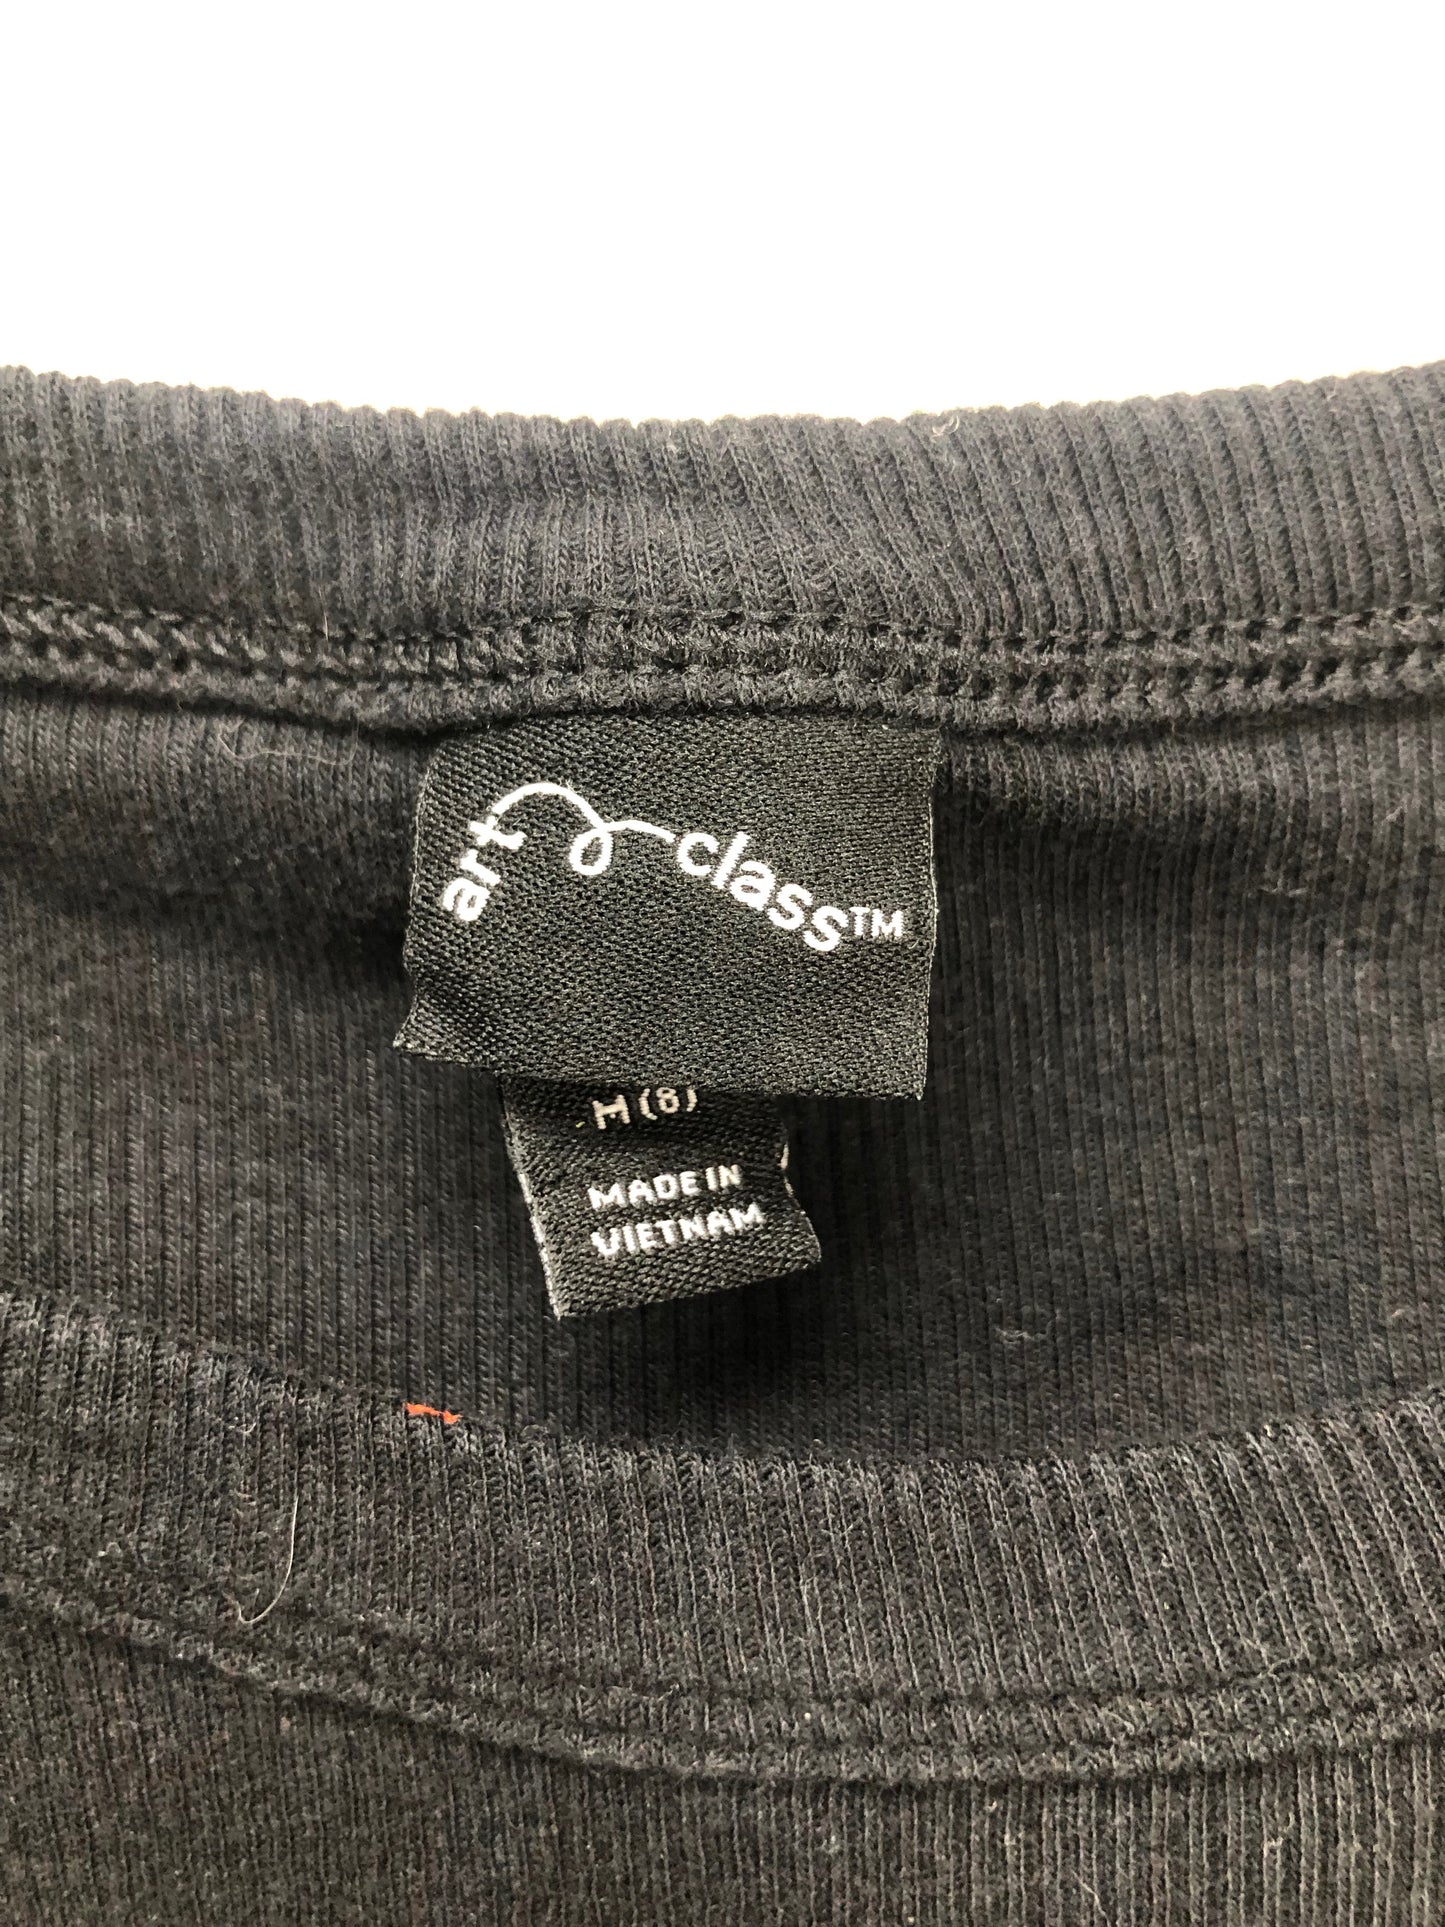 art class™
M (8)
MADE IN
VIETNAM